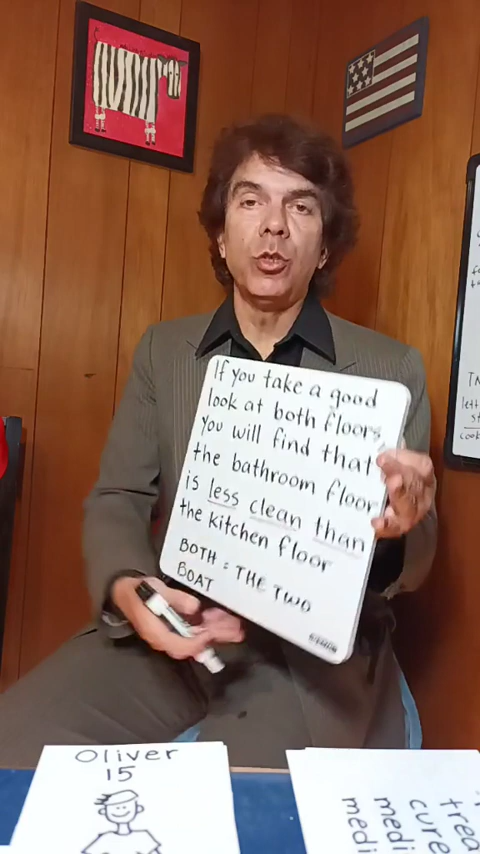 If you take a good
look at both floors,
you will find that
the bathroom floor
is less clean than
the kitchen floor
BOTH = THE TWO
BOAT
Oliver
15
cure
medi
medi